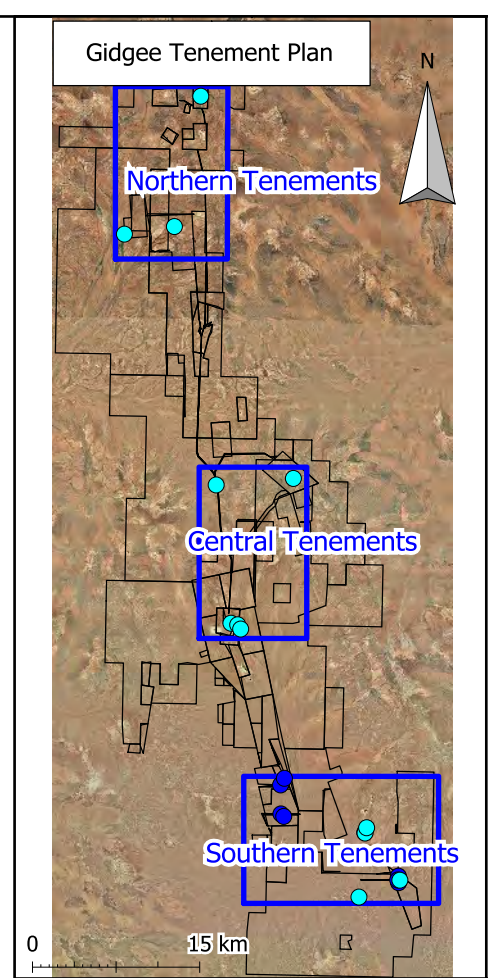 Gidgee Tenement Plan
N
Northern Tenements
Central Tenements
Southern Tenements
0 15 km